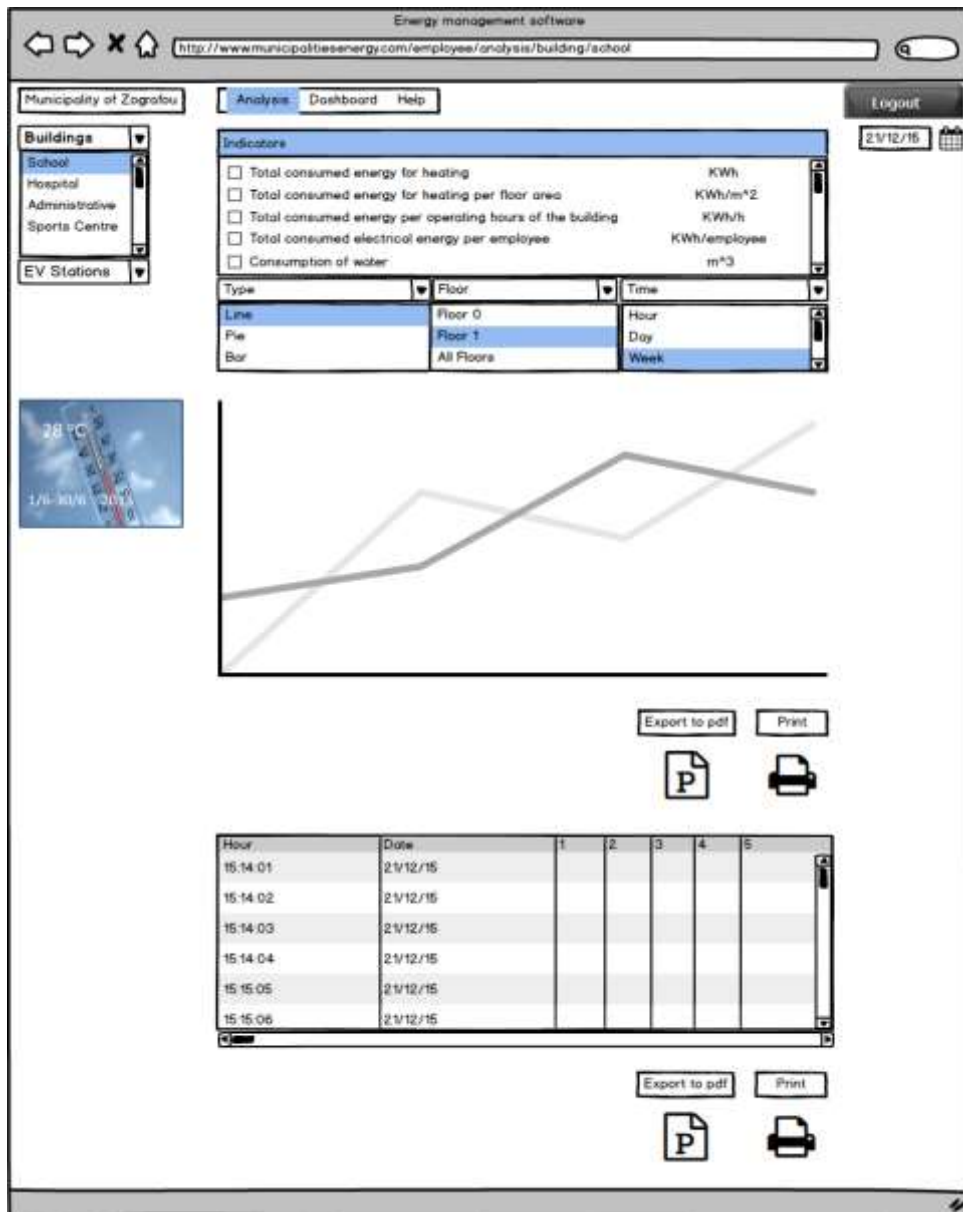 Energy management software
http://www.municipalitiesenergy.com/employee/analysis/building/school
Municipality of Zografou
Analysis Dashboard Help
Logout
Buildings
21/12/15
School
Hospital
Administrative
Sports Centre
EV Stations
Indicators
Total consumed energy for heating KWh
Total consumed energy for heating per floor area KWh/m^2
Total consumed energy per operating hours of the building KWh/h
Total consumed electrical energy per employee KWh/employee
Consumption of water m^3
Type Floor Time
Line Floor 0 Hour
Pie Floor 1 Day
Bar All Floors Week
28 °C
1/6-30/6
Export to pdf Print
P
Hour Date 1 2 3 4 5
15:14:01 21/12/15
15:14:02 21/12/15
15:14:03 21/12/15
15:14:04 21/12/15
15:15:05 21/12/15
15:15:06 21/12/15
Export to pdf Print
P